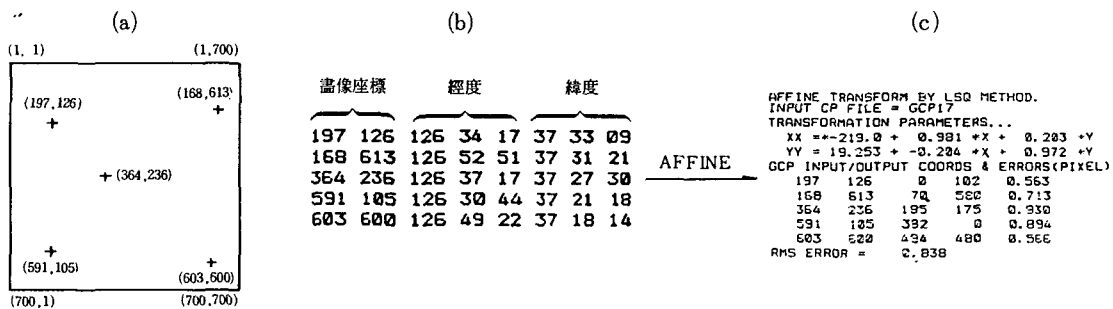 (a)
(1, 1) (1,700)
(197,126)
(168,613)
(364,236)
(591,105)
(603,600)
(700,1) (700,700)
(b)
畵像座標 經度 緯度
197 126 126 34 17 37 33 09
168 613 126 52 51 37 31 21
364 236 126 37 17 37 27 30
591 105 126 30 44 37 21 18
603 600 126 49 22 37 18 14
AFFINE
(c)
AFFINE TRANSFORM BY LSQ METHOD.
INPUT CP FILE = GCP17
TRANSFORMATION PARAMETERS...
XX =+-219.0 + 0.981 *X + 0.203 *Y
YY = 19.253 + -0.204 *X + 0.972 *Y
GCP INPUT/OUTPUT COORDS & ERRORS(PIXEL)
197 126 0 102 0.563
168 613 70 580 0.713
364 236 195 175 0.930
591 105 392 0 0.894
603 600 494 480 0.566
RMS ERROR = 0.838